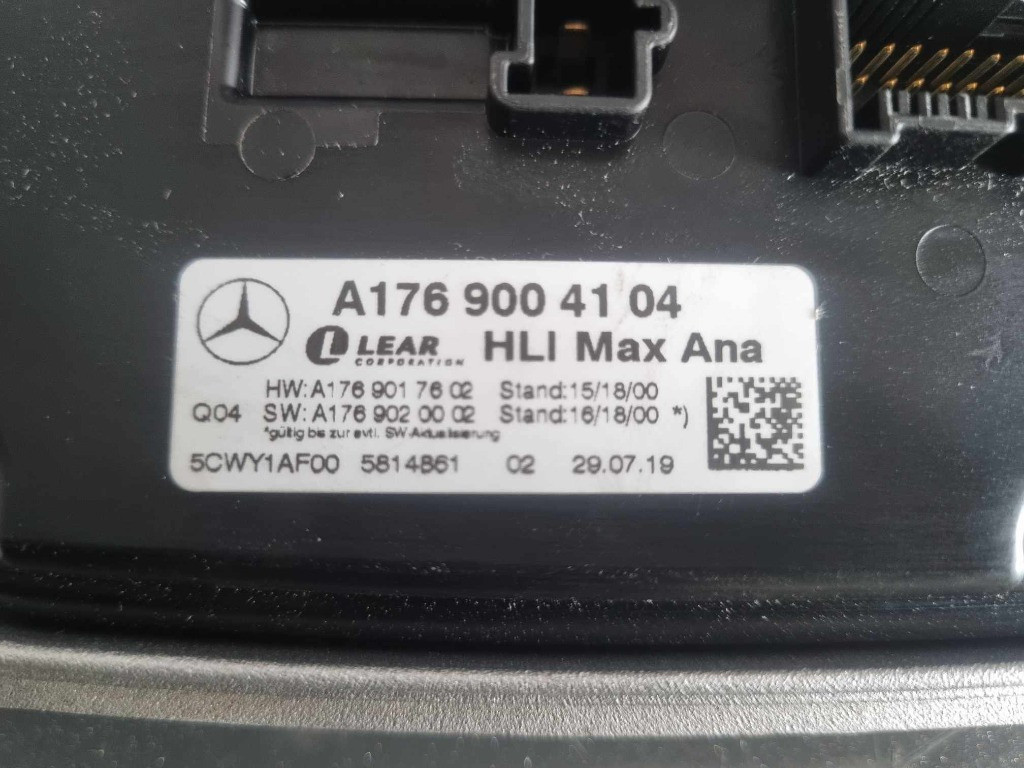 A176 900 41 04
LEAR CORPORATION HLI Max Ana
HW:A176 901 76 02 Stand:15/18/00
Q04 SW:A176 902 00 02 Stand:16/18/00 *)
*gültig bis zur evtl. SW-Aktualisierung
5CWY1AF00 5814861 02 29.07.19